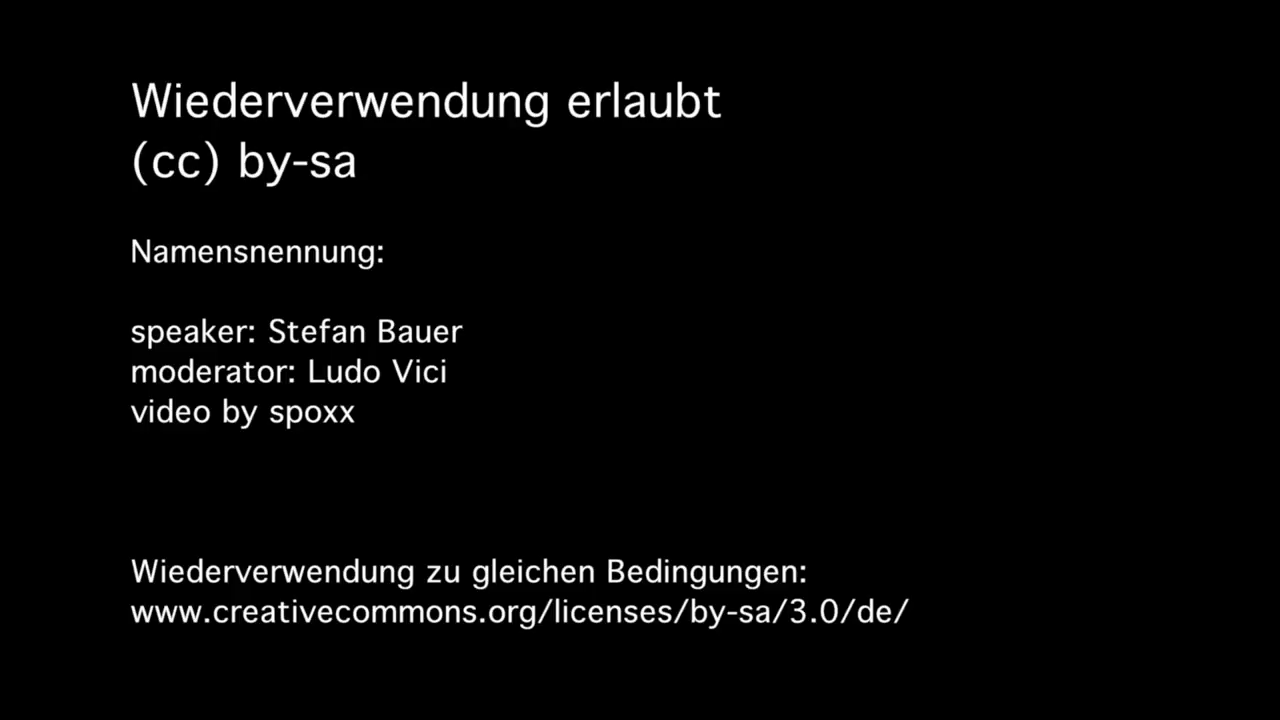 Wiederverwendung erlaubt
(cc) by-sa
Namensnennung:
speaker: Stefan Bauer
moderator: Ludo Vici
video by spoxx
Wiederverwendung zu gleichen Bedingungen:
www.creativecommons.org/licenses/by-sa/3.0/de/